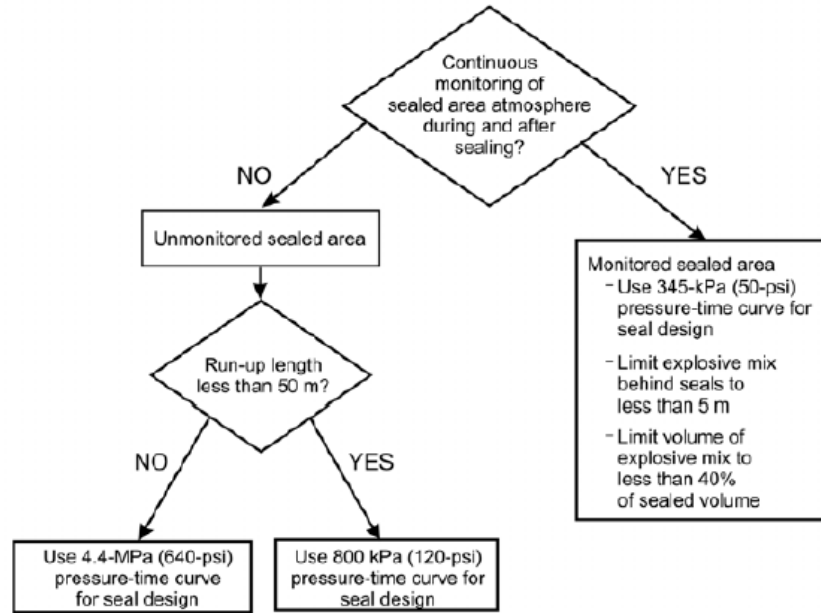 Continuous
monitoring of
sealed area atmosphere
during and after
sealing?
NO
YES
Unmonitored sealed area
Monitored sealed area
- Use 345-kPa (50-psi)
pressure-time curve for
seal design
- Limit explosive mix
behind seals to
less than 5 m
- Limit volume of
explosive mix to
less than 40%
of sealed volume
Run-up length
less than 50 m?
NO
YES
Use 4.4-MPa (640-psi)
pressure-time curve
for seal design
Use 800 kPa (120-psi)
pressure-time curve for
seal design